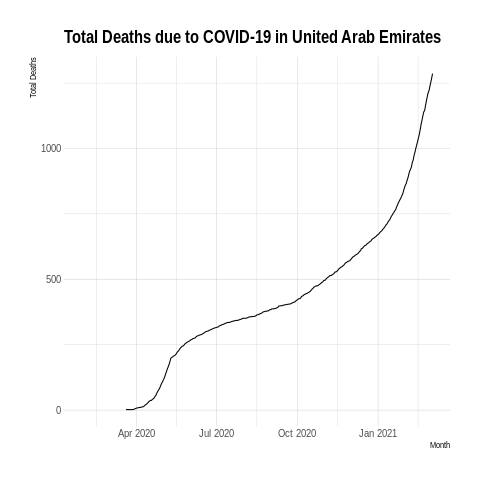 Total Deaths due to COVID-19 in United Arab Emirates
Total Deaths
1000
500
0
Apr 2020 Jul 2020 Oct 2020 Jan 2021
Month